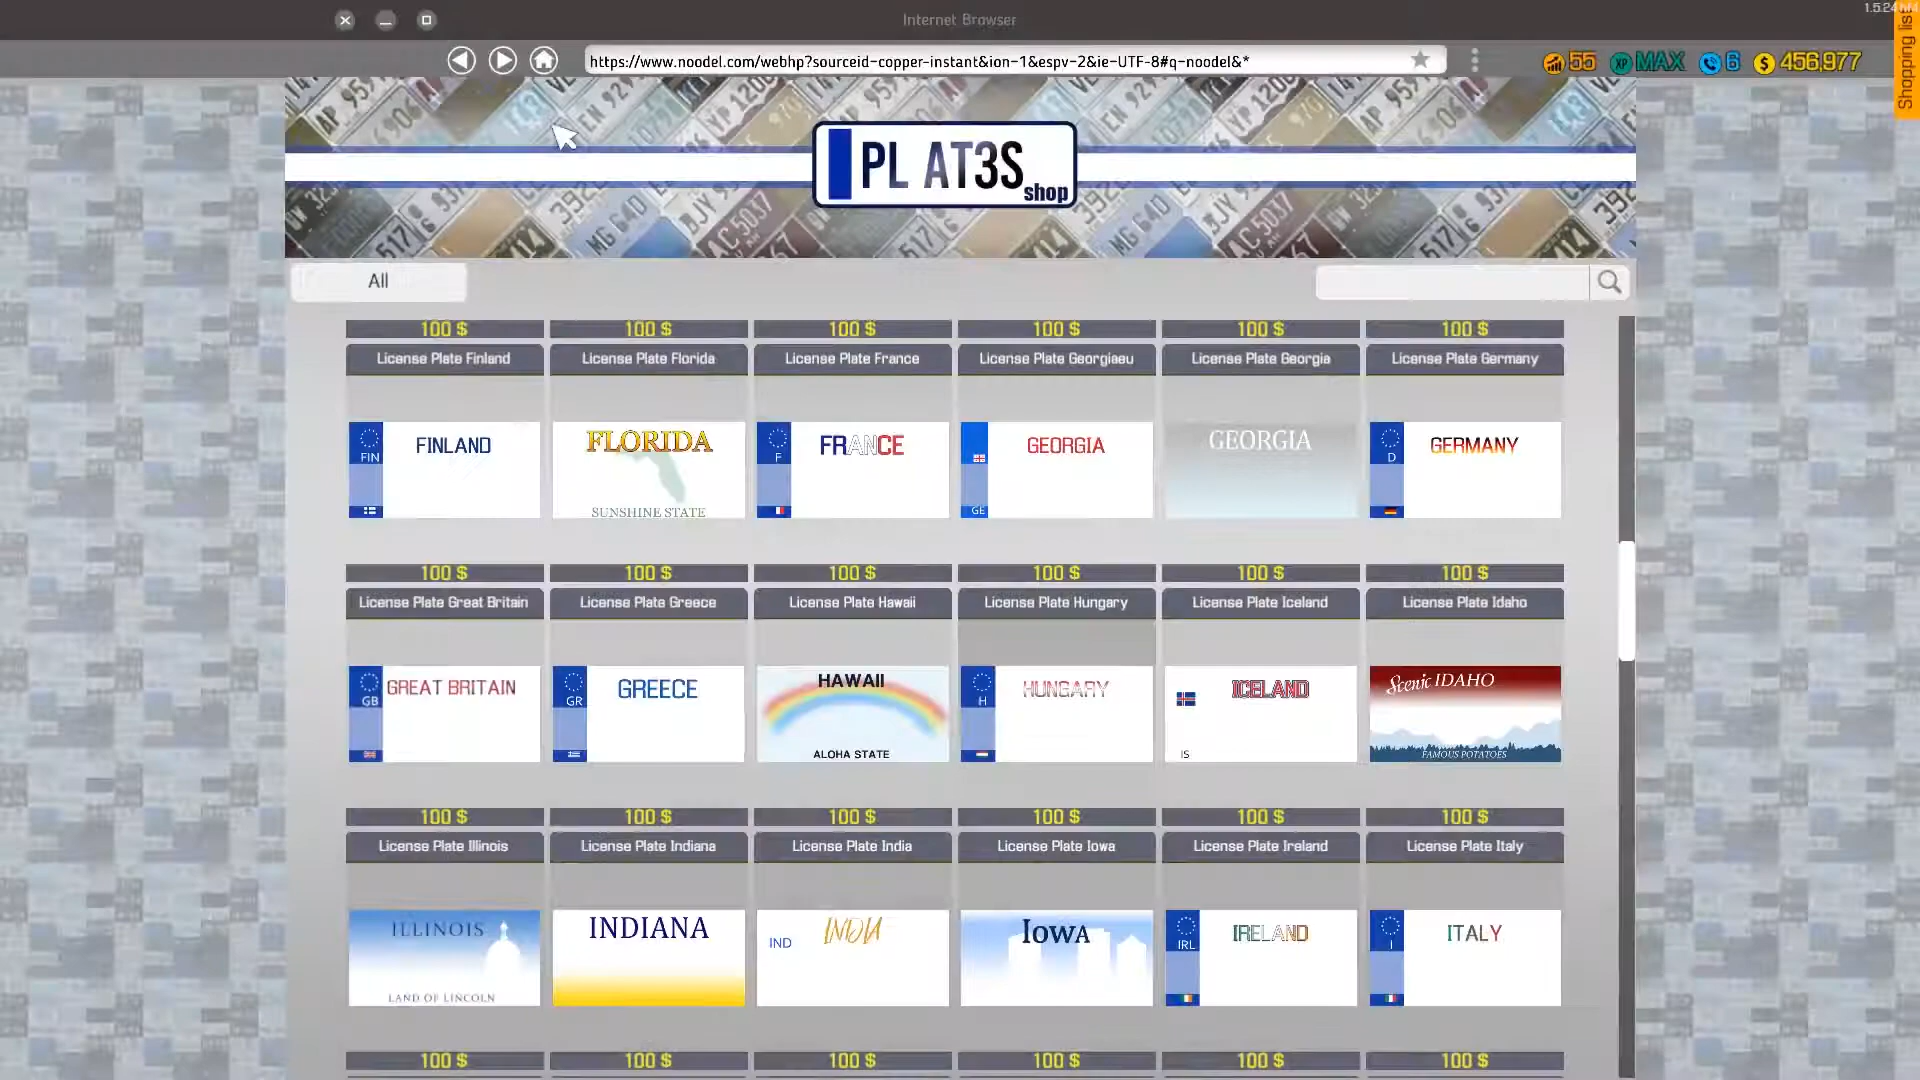 Internet Browser
1.5.24
https://www.noodel.com/webhp?sourceid-copper-instant&ion-1&espv-2&ie-UTF-8#q-noodel&*
55 XP MAX 6 $ 456,977
Shopping list
PL AT3S
shop
All
100 $ 100 $ 100 $ 100 $ 100 $ 100 $
License Plate Finland License Plate Florida License Plate France License Plate Georgiaeu License Plate Georgia License Plate Germany
FIN FINLAND FLORIDA F FRANCE GEORGIA GEORGIA D GERMANY
SUNSHINE STATE GE
100 $ 100 $ 100 $ 100 $ 100 $ 100 $
License Plate Great Britain License Plate Greece License Plate Hawaii License Plate Hungary License Plate Iceland License Plate Idaho
GB GREAT BRITAIN GR GREECE HAWAII H HUNGARY ICELAND Scenic IDAHO
ALOHA STATE IS FAMOUS POTATOES
100 $ 100 $ 100 $ 100 $ 100 $ 100 $
License Plate Illinois License Plate Indiana License Plate India License Plate Iowa License Plate Ireland License Plate Italy
ILLINOIS INDIANA IND INDIA IOWA IRL IRELAND I ITALY
LAND OF LINCOLN
100 $ 100 $ 100 $ 100 $ 100 $ 100 $